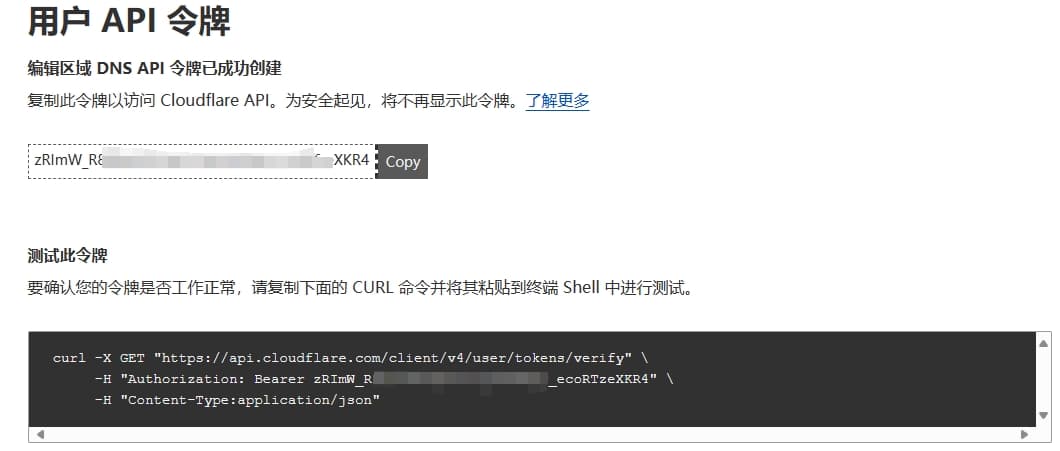 用户 API 令牌
编辑区域 DNS API 令牌已成功创建
复制此令牌以访问 Cloudflare API。为安全起见，将不再显示此令牌。了解更多
zRImW_R XKR4 Copy
测试此令牌
要确认您的令牌是否工作正常，请复制下面的 CURL 命令并将其粘贴到终端 Shell 中进行测试。
curl -X GET "https://api.cloudflare.com/client/v4/user/tokens/verify" \
-H "Authorization: Bearer zRImW_R _ecoRTzeXKR4" \
-H "Content-Type:application/json"